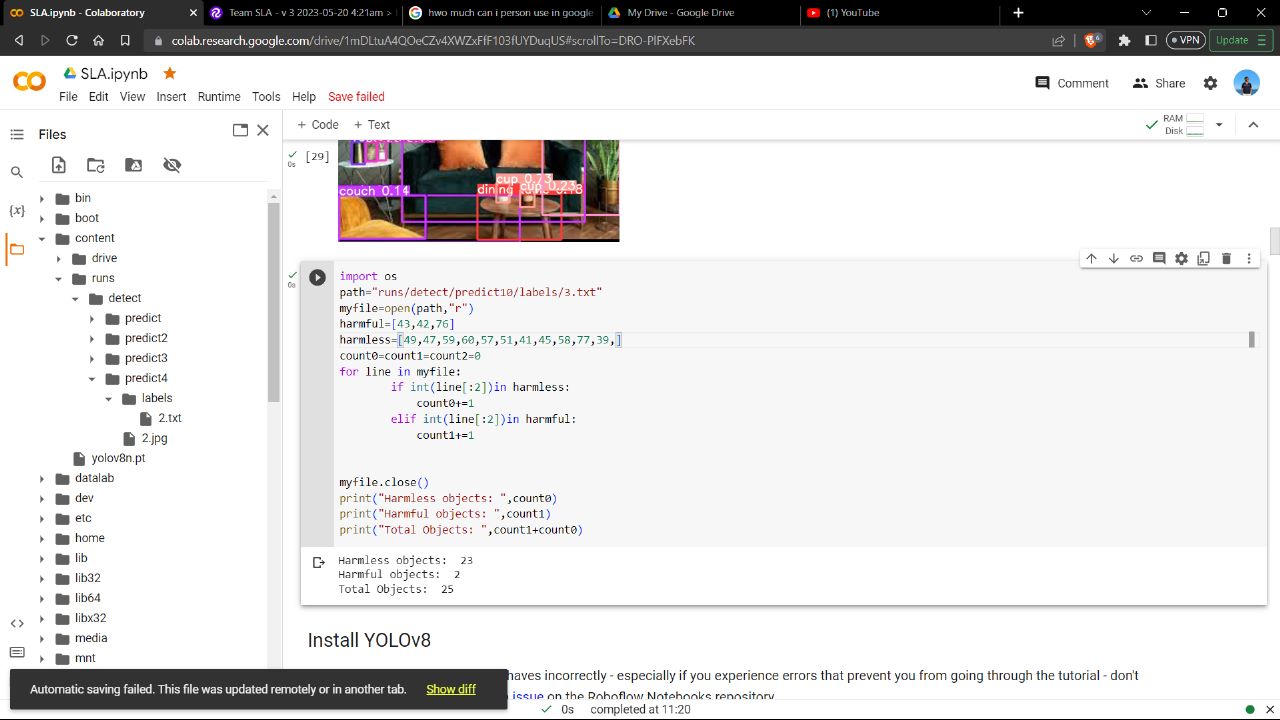 SLA.ipynb - Colaboratory
Team SLA - v 3 2023-05-20 4:21am >
hwo much can i person use in google
My Drive - Google Drive
(1) YouTube
colab.research.google.com/drive/1mDLtuA4QOeCZv4XWZxFfF103fUYDuqUS#scrollTo=DRO-PlFXebFK
6
VPN
Update
SLA.ipynb
Comment
Share
File Edit View Insert Runtime Tools Help Save failed
Files
+ Code + Text
RAM
Disk
{x}
bin
boot
content
drive
runs
detect
predict
predict2
predict3
predict4
labels
2.txt
2.jpg
yolov8n.pt
datalab
dev
etc
home
lib
lib32
lib64
libx32
media
mnt
0s
[29]
cup 0.73
cup 0.23
couch 0.14
dining
0s
import os
path="runs/detect/predict10/labels/3.txt"
myfile=open(path,"r")
harmful=[43,42,76]
harmless=[49,47,59,60,57,51,41,45,58,77,39,]
count0=count1=count2=0
for line in myfile:
if int(line[:2])in harmless:
count0+=1
elif int(line[:2])in harmful:
count1+=1
myfile.close()
print("Harmless objects: ",count0)
print("Harmful objects: ",count1)
print("Total Objects: ",count1+count0)
Harmless objects:  23
Harmful objects:  2
Total Objects:  25
Install YOLOv8
haves incorrectly - especially if you experience errors that prevent you from going through the tutorial - don't
issue on the Roboflow Notebooks repository.
Automatic saving failed. This file was updated remotely or in another tab. Show diff
0s completed at 11:20